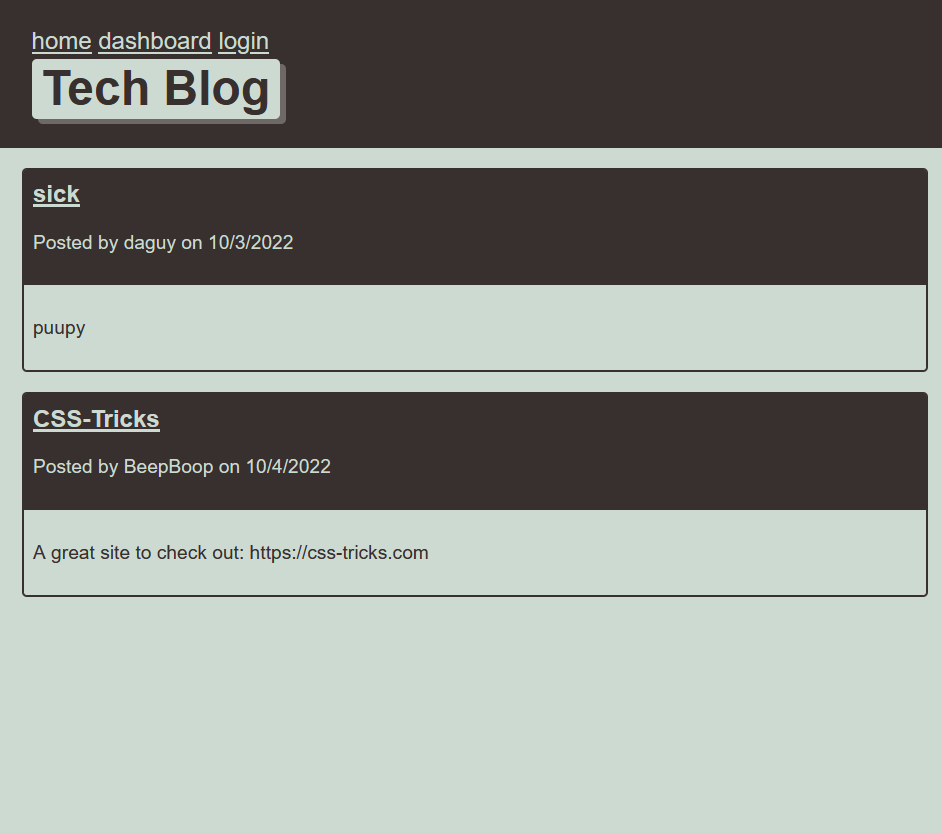 home dashboard login
Tech Blog
sick
Posted by daguy on 10/3/2022
puupy
CSS-Tricks
Posted by BeepBoop on 10/4/2022
A great site to check out: https://css-tricks.com